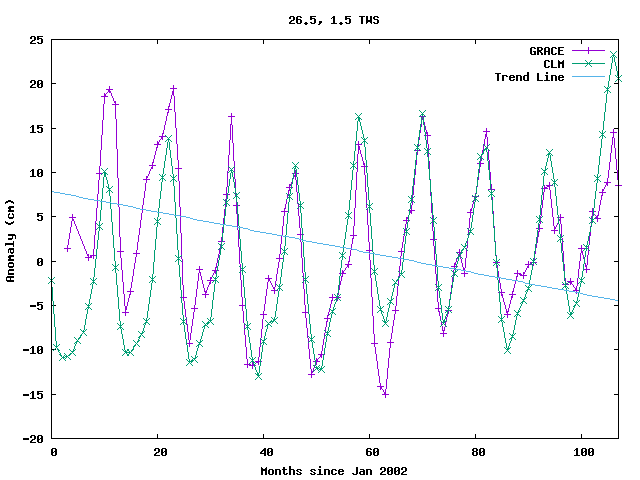 26.5, 1.5 TWS
GRACE
CLM
Trend Line
25
20
15
10
5
0
-5
-10
-15
-20
Anomaly (cm)
0 20 40 60 80 100
Months since Jan 2002